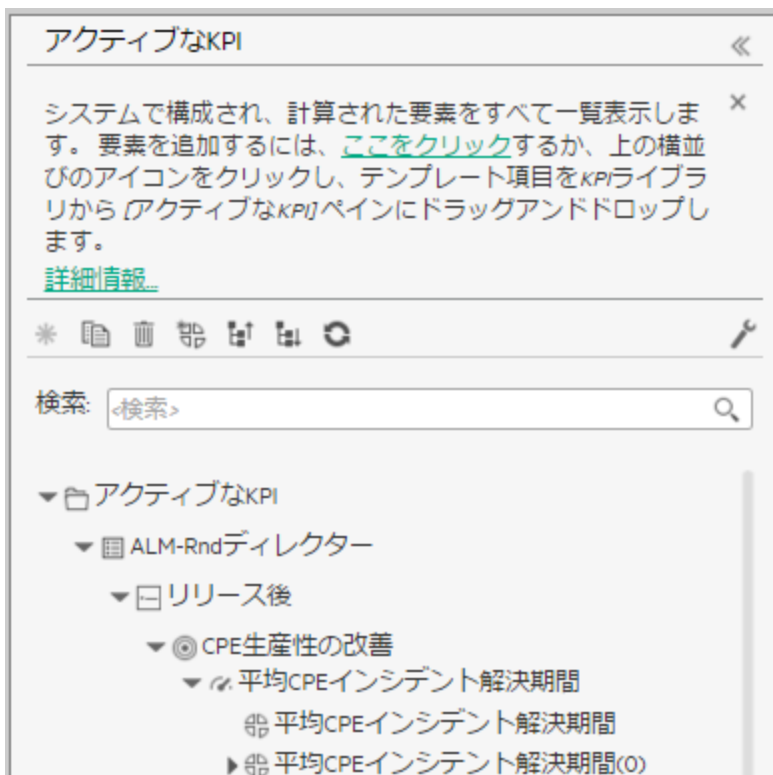 アクティブなKPI
システムで構成され、計算された要素をすべて一覧表示しま
す。 要素を追加するには、ここをクリックするか、上の横並
びのアイコンをクリックし、テンプレート項目をKPIライブラ
リから [アクティブなKPI] ペインにドラッグアンドドロップし
ます。
詳細情報...
検索: <検索>
アクティブなKPI
ALM-Rndディレクター
リリース後
CPE生産性の改善
平均CPEインシデント解決期間
平均CPEインシデント解決期間
平均CPEインシテント解決期間(0)